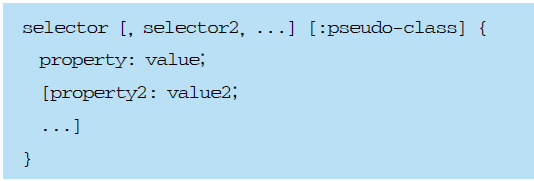 selector [, selector2, ...] [:pseudo-class] {
property: value;
[property2: value2;
...]
}